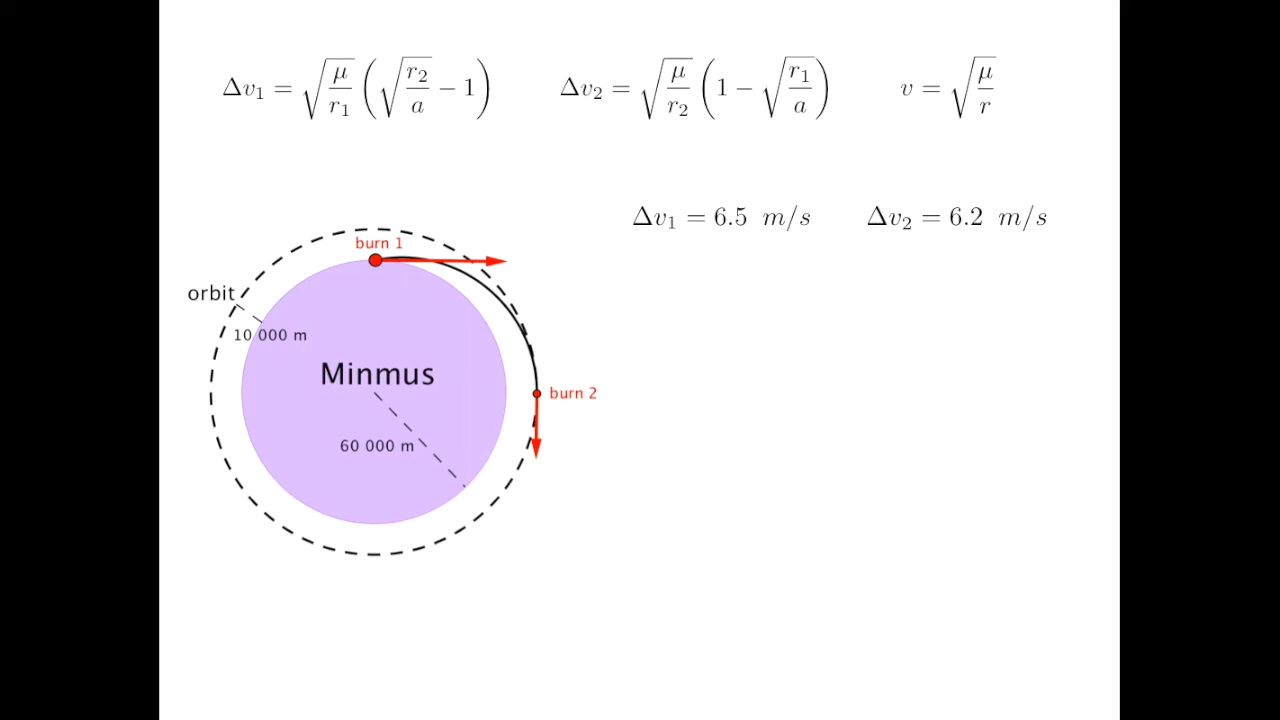 Δv₁ = √(μ/r₁) (√(r₂/a) − 1)
Δv₂ = √(μ/r₂) (1 − √(r₁/a))
v = √(μ/r)
Δv₁ = 6.5 m/s
Δv₂ = 6.2 m/s
burn 1
orbit
10 000 m
Minmus
burn 2
60 000 m